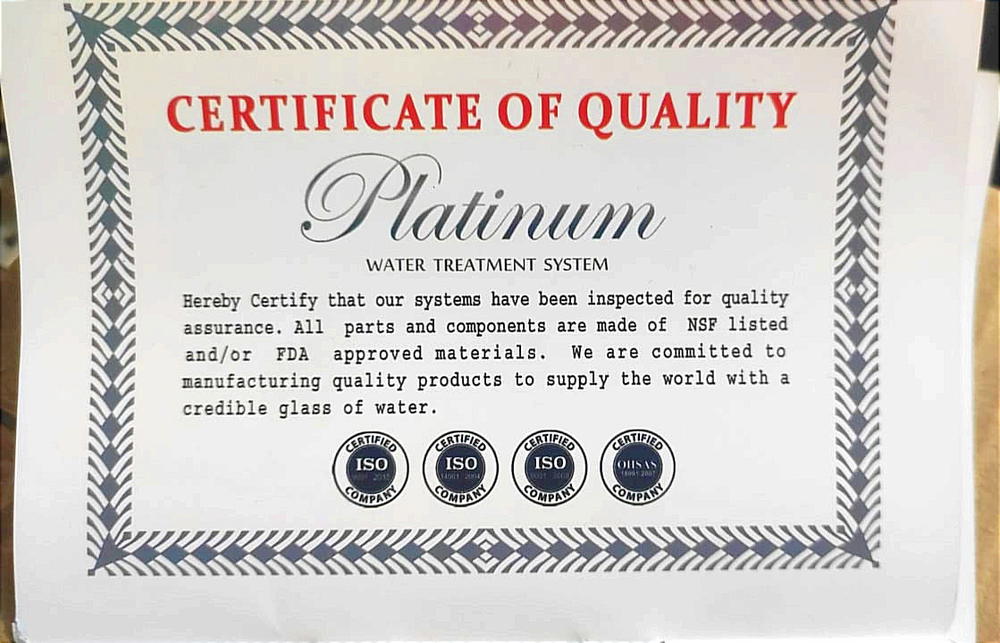 CERTIFICATE OF QUALITY
Platinum
WATER TREATMENT SYSTEM
Hereby Certify that our systems have been inspected for quality
assurance. All parts and components are made of NSF listed
and/or FDA approved materials. We are committed to
manufacturing quality products to supply the world with a
credible glass of water.
CERTIFIED CERTIFIED CERTIFIED CERTIFIED
ISO ISO ISO OHSAS
COMPANY COMPANY COMPANY COMPANY